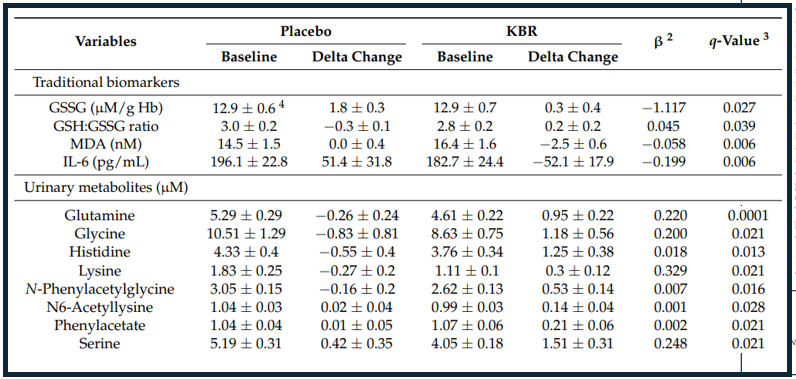 Variables Placebo KBR β 2 q-Value 3
Baseline Delta Change Baseline Delta Change
Traditional biomarkers
GSSG (µM/g Hb) 12.9 ± 0.6 4 1.8 ± 0.3 12.9 ± 0.7 0.3 ± 0.4 −1.117 0.027
GSH:GSSG ratio 3.0 ± 0.2 −0.3 ± 0.1 2.8 ± 0.2 0.2 ± 0.2 0.045 0.039
MDA (nM) 14.5 ± 1.5 0.0 ± 0.4 16.4 ± 1.6 −2.5 ± 0.6 −0.058 0.006
IL-6 (pg/mL) 196.1 ± 22.8 51.4 ± 31.8 182.7 ± 24.4 −52.1 ± 17.9 −0.199 0.006
Urinary metabolites (µM)
Glutamine 5.29 ± 0.29 −0.26 ± 0.24 4.61 ± 0.22 0.95 ± 0.22 0.220 0.0001
Glycine 10.51 ± 1.29 −0.83 ± 0.81 8.63 ± 0.75 1.18 ± 0.56 0.200 0.021
Histidine 4.33 ± 0.4 −0.55 ± 0.4 3.76 ± 0.34 1.25 ± 0.38 0.018 0.013
Lysine 1.83 ± 0.25 −0.27 ± 0.2 1.11 ± 0.1 0.3 ± 0.12 0.329 0.021
N-Phenylacetylglycine 3.05 ± 0.15 −0.16 ± 0.2 2.62 ± 0.13 0.53 ± 0.14 0.007 0.016
N6-Acetyllysine 1.04 ± 0.03 0.02 ± 0.04 0.99 ± 0.03 0.14 ± 0.04 0.001 0.028
Phenylacetate 1.04 ± 0.04 0.01 ± 0.05 1.07 ± 0.06 0.21 ± 0.06 0.002 0.021
Serine 5.19 ± 0.31 0.42 ± 0.35 4.05 ± 0.18 1.51 ± 0.31 0.248 0.021